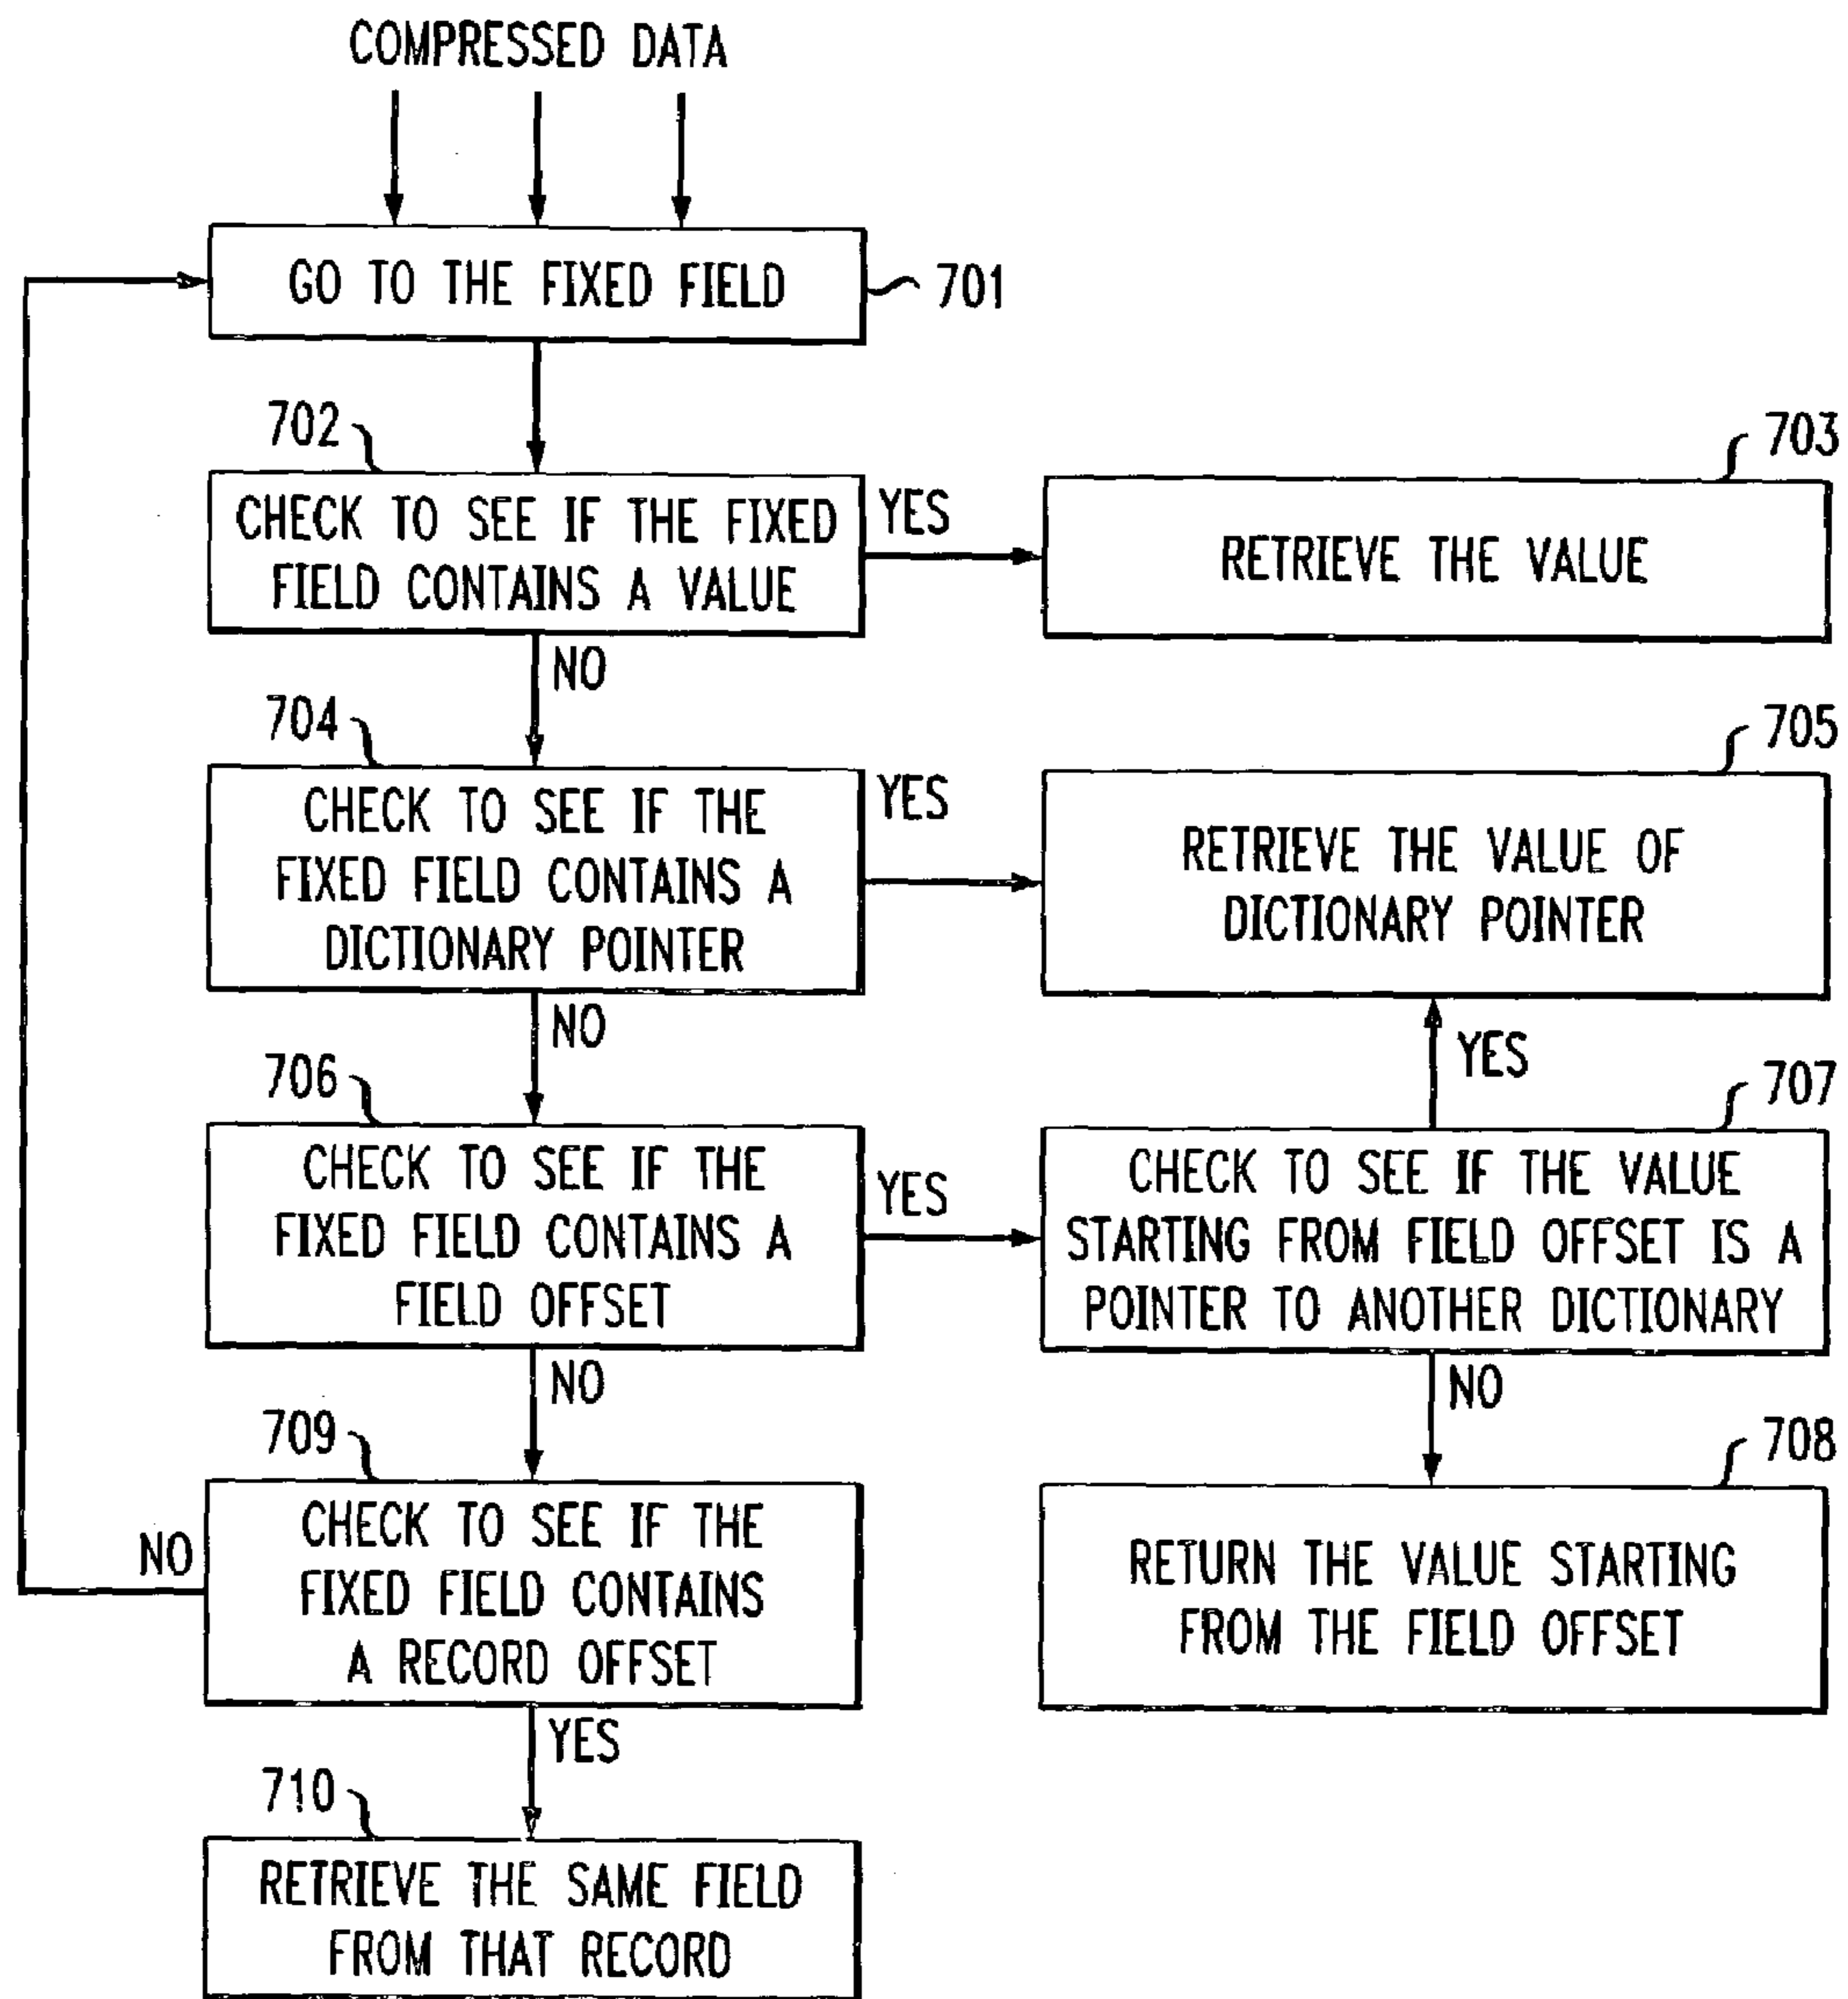 COMPRESSED DATA
GO TO THE FIXED FIELD
701
702
CHECK TO SEE IF THE FIXED
FIELD CONTAINS A VALUE
YES
703
RETRIEVE THE VALUE
NO
704
CHECK TO SEE IF THE
FIXED FIELD CONTAINS A
DICTIONARY POINTER
YES
705
RETRIEVE THE VALUE OF
DICTIONARY POINTER
NO
YES
706
CHECK TO SEE IF THE
FIXED FIELD CONTAINS A
FIELD OFFSET
YES
707
CHECK TO SEE IF THE VALUE
STARTING FROM FIELD OFFSET IS A
POINTER TO ANOTHER DICTIONARY
NO
NO
709
CHECK TO SEE IF THE
FIXED FIELD CONTAINS
A RECORD OFFSET
NO
708
RETURN THE VALUE STARTING
FROM THE FIELD OFFSET
YES
710
RETRIEVE THE SAME FIELD
FROM THAT RECORD